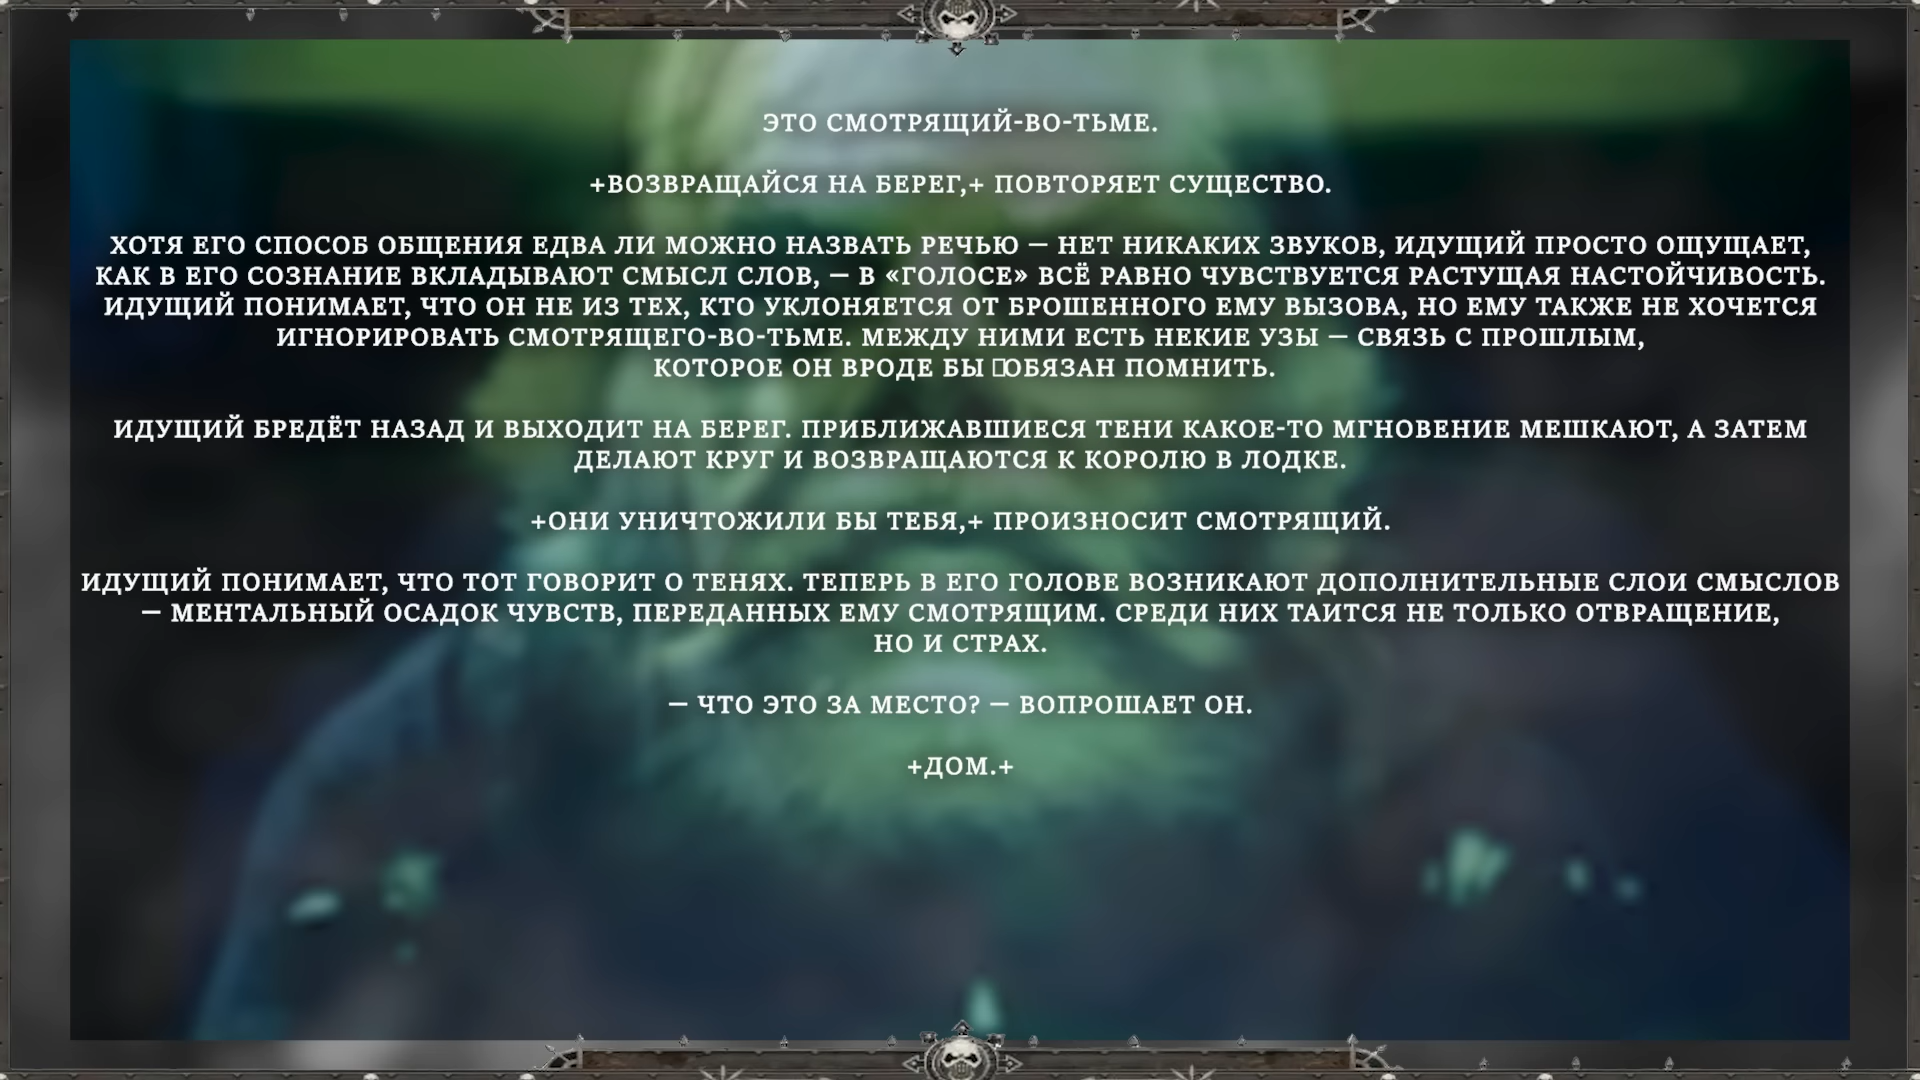 ЭТО СМОТРЯЩИЙ-ВО-ТЬМЕ.
+ВОЗВРАЩАЙСЯ НА БЕРЕГ,+ ПОВТОРЯЕТ СУЩЕСТВО.
ХОТЯ ЕГО СПОСОБ ОБЩЕНИЯ ЕДВА ЛИ МОЖНО НАЗВАТЬ РЕЧЬЮ — НЕТ НИКАКИХ ЗВУКОВ, ИДУЩИЙ ПРОСТО ОЩУЩАЕТ,
КАК В ЕГО СОЗНАНИЕ ВКЛАДЫВАЮТ СМЫСЛ СЛОВ, — В «ГОЛОСЕ» ВСЁ РАВНО ЧУВСТВУЕТСЯ РАСТУЩАЯ НАСТОЙЧИВОСТЬ.
ИДУЩИЙ ПОНИМАЕТ, ЧТО ОН НЕ ИЗ ТЕХ, КТО УКЛОНЯЕТСЯ ОТ БРОШЕННОГО ЕМУ ВЫЗОВА, НО ЕМУ ТАКЖЕ НЕ ХОЧЕТСЯ
ИГНОРИРОВАТЬ СМОТРЯЩЕГО-ВО-ТЬМЕ. МЕЖДУ НИМИ ЕСТЬ НЕКИЕ УЗЫ — СВЯЗЬ С ПРОШЛЫМ,
КОТОРОЕ ОН ВРОДЕ БЫ □ОБЯЗАН ПОМНИТЬ.
ИДУЩИЙ БРЕДЁТ НАЗАД И ВЫХОДИТ НА БЕРЕГ. ПРИБЛИЖАВШИЕСЯ ТЕНИ КАКОЕ-ТО МГНОВЕНИЕ МЕШКАЮТ, А ЗАТЕМ
ДЕЛАЮТ КРУГ И ВОЗВРАЩАЮТСЯ К КОРОЛЮ В ЛОДКЕ.
+ОНИ УНИЧТОЖИЛИ БЫ ТЕБЯ,+ ПРОИЗНОСИТ СМОТРЯЩИЙ.
ИДУЩИЙ ПОНИМАЕТ, ЧТО ТОТ ГОВОРИТ О ТЕНЯХ. ТЕПЕРЬ В ЕГО ГОЛОВЕ ВОЗНИКАЮТ ДОПОЛНИТЕЛЬНЫЕ СЛОИ СМЫСЛОВ
— МЕНТАЛЬНЫЙ ОСАДОК ЧУВСТВ, ПЕРЕДАННЫХ ЕМУ СМОТРЯЩИМ. СРЕДИ НИХ ТАИТСЯ НЕ ТОЛЬКО ОТВРАЩЕНИЕ,
НО И СТРАХ.
— ЧТО ЭТО ЗА МЕСТО? — ВОПРОШАЕТ ОН.
+ДОМ.+